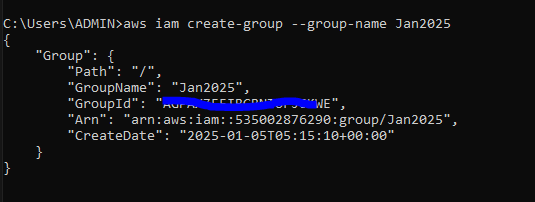 C:\Users\ADMIN>aws iam create-group --group-name Jan2025
{
"Group": {
"Path": "/",
"GroupName": "Jan2025",
"GroupId": "
"Arn": "arn:aws:iam::535002876290:group/Jan2025",
"CreateDate": "2025-01-05T05:15:10+00:00"
}
}